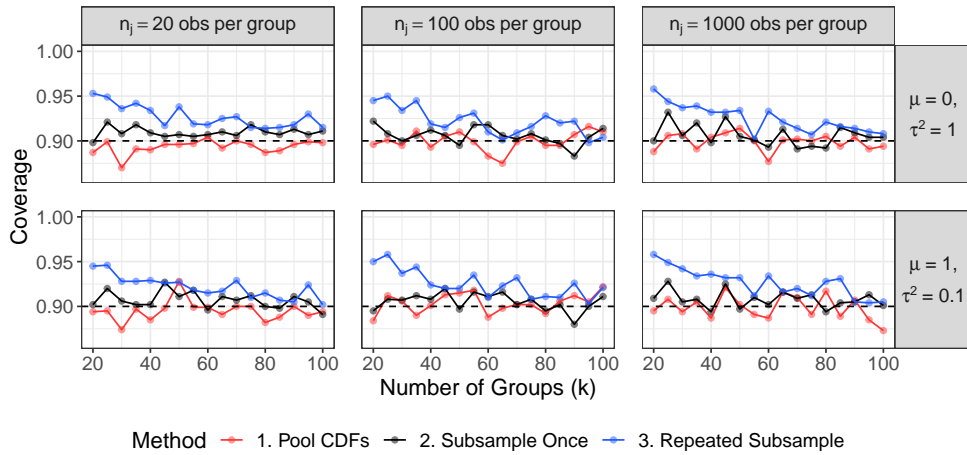 n_j = 20 obs per group
n_j = 100 obs per group
n_j = 1000 obs per group
1.00
0.95
0.90
μ = 0,
τ² = 1
Coverage
1.00
0.95
0.90
μ = 1,
τ² = 0.1
20 40 60 80 100
20 40 60 80 100
20 40 60 80 100
Number of Groups (k)
Method 1. Pool CDFs 2. Subsample Once 3. Repeated Subsample